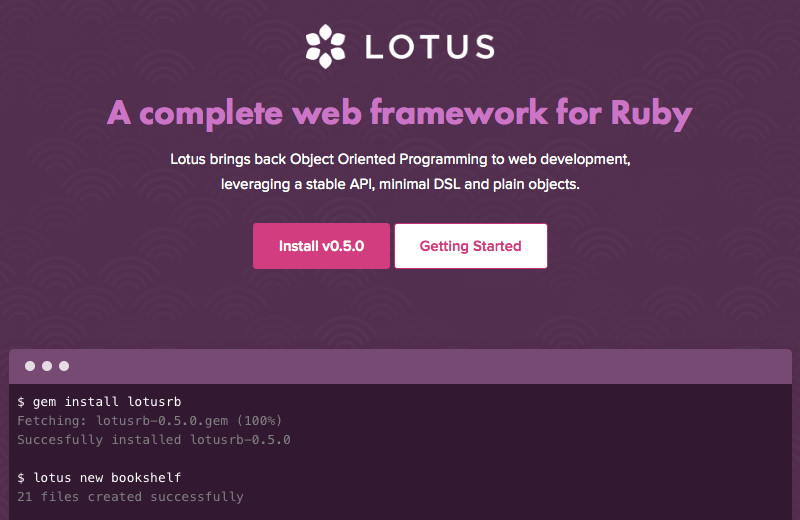 LOTUS
A complete web framework for Ruby
Lotus brings back Object Oriented Programming to web development,
leveraging a stable API, minimal DSL and plain objects.
Install v0.5.0
Getting Started
$ gem install lotusrb
Fetching: lotusrb-0.5.0.gem (100%)
Succesfully installed lotusrb-0.5.0
$ lotus new bookshelf
21 files created successfully